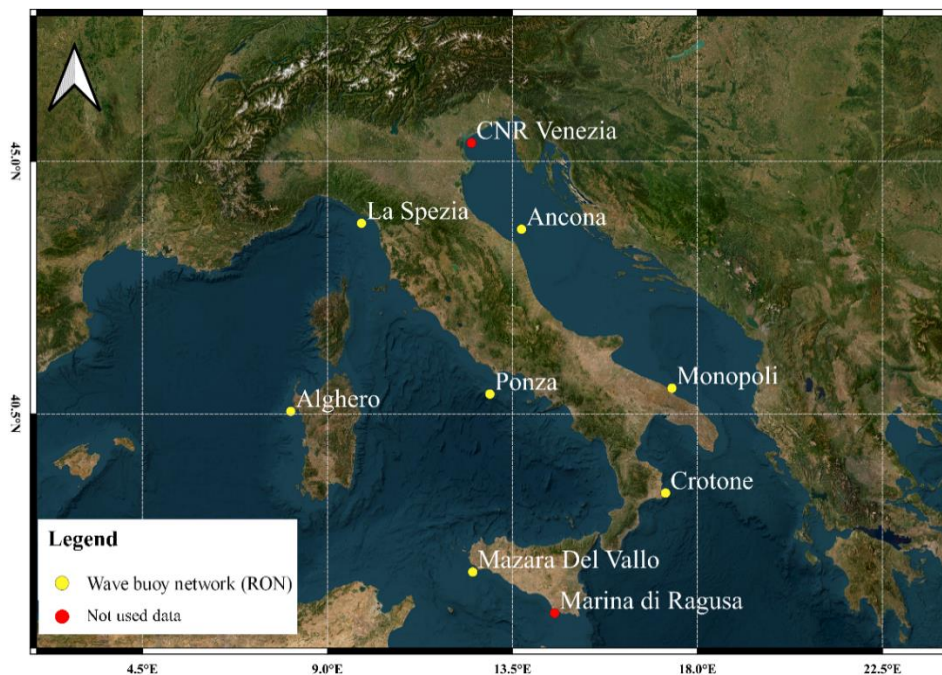 CNR Venezia
45.0°N
La Spezia
Ancona
Monopoli
Ponza
Alghero
40.5°N
Crotone
Legend
Wave buoy network (RON)
Not used data
Mazara Del Vallo
Marina di Ragusa
4.5°E
9.0°E
13.5°E
18.0°E
22.5°E